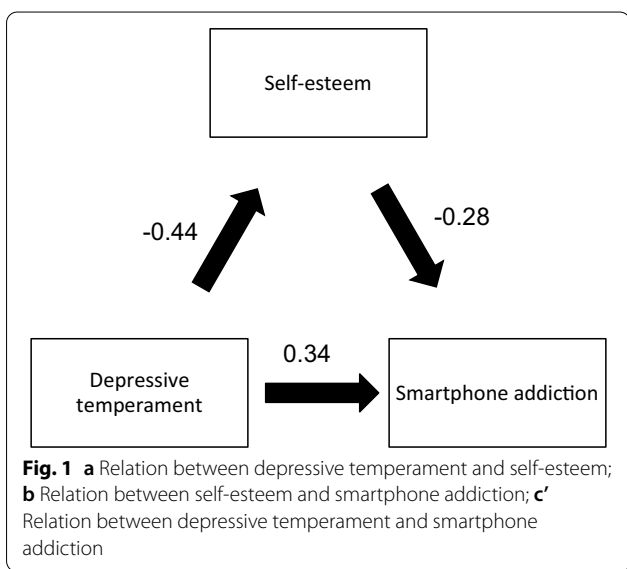 Self-esteem
-0.44
-0.28
0.34
Depressive
temperament
Smartphone addiction
Fig. 1 a Relation between depressive temperament and self-esteem;
b Relation between self-esteem and smartphone addiction; c’
Relation between depressive temperament and smartphone
addiction